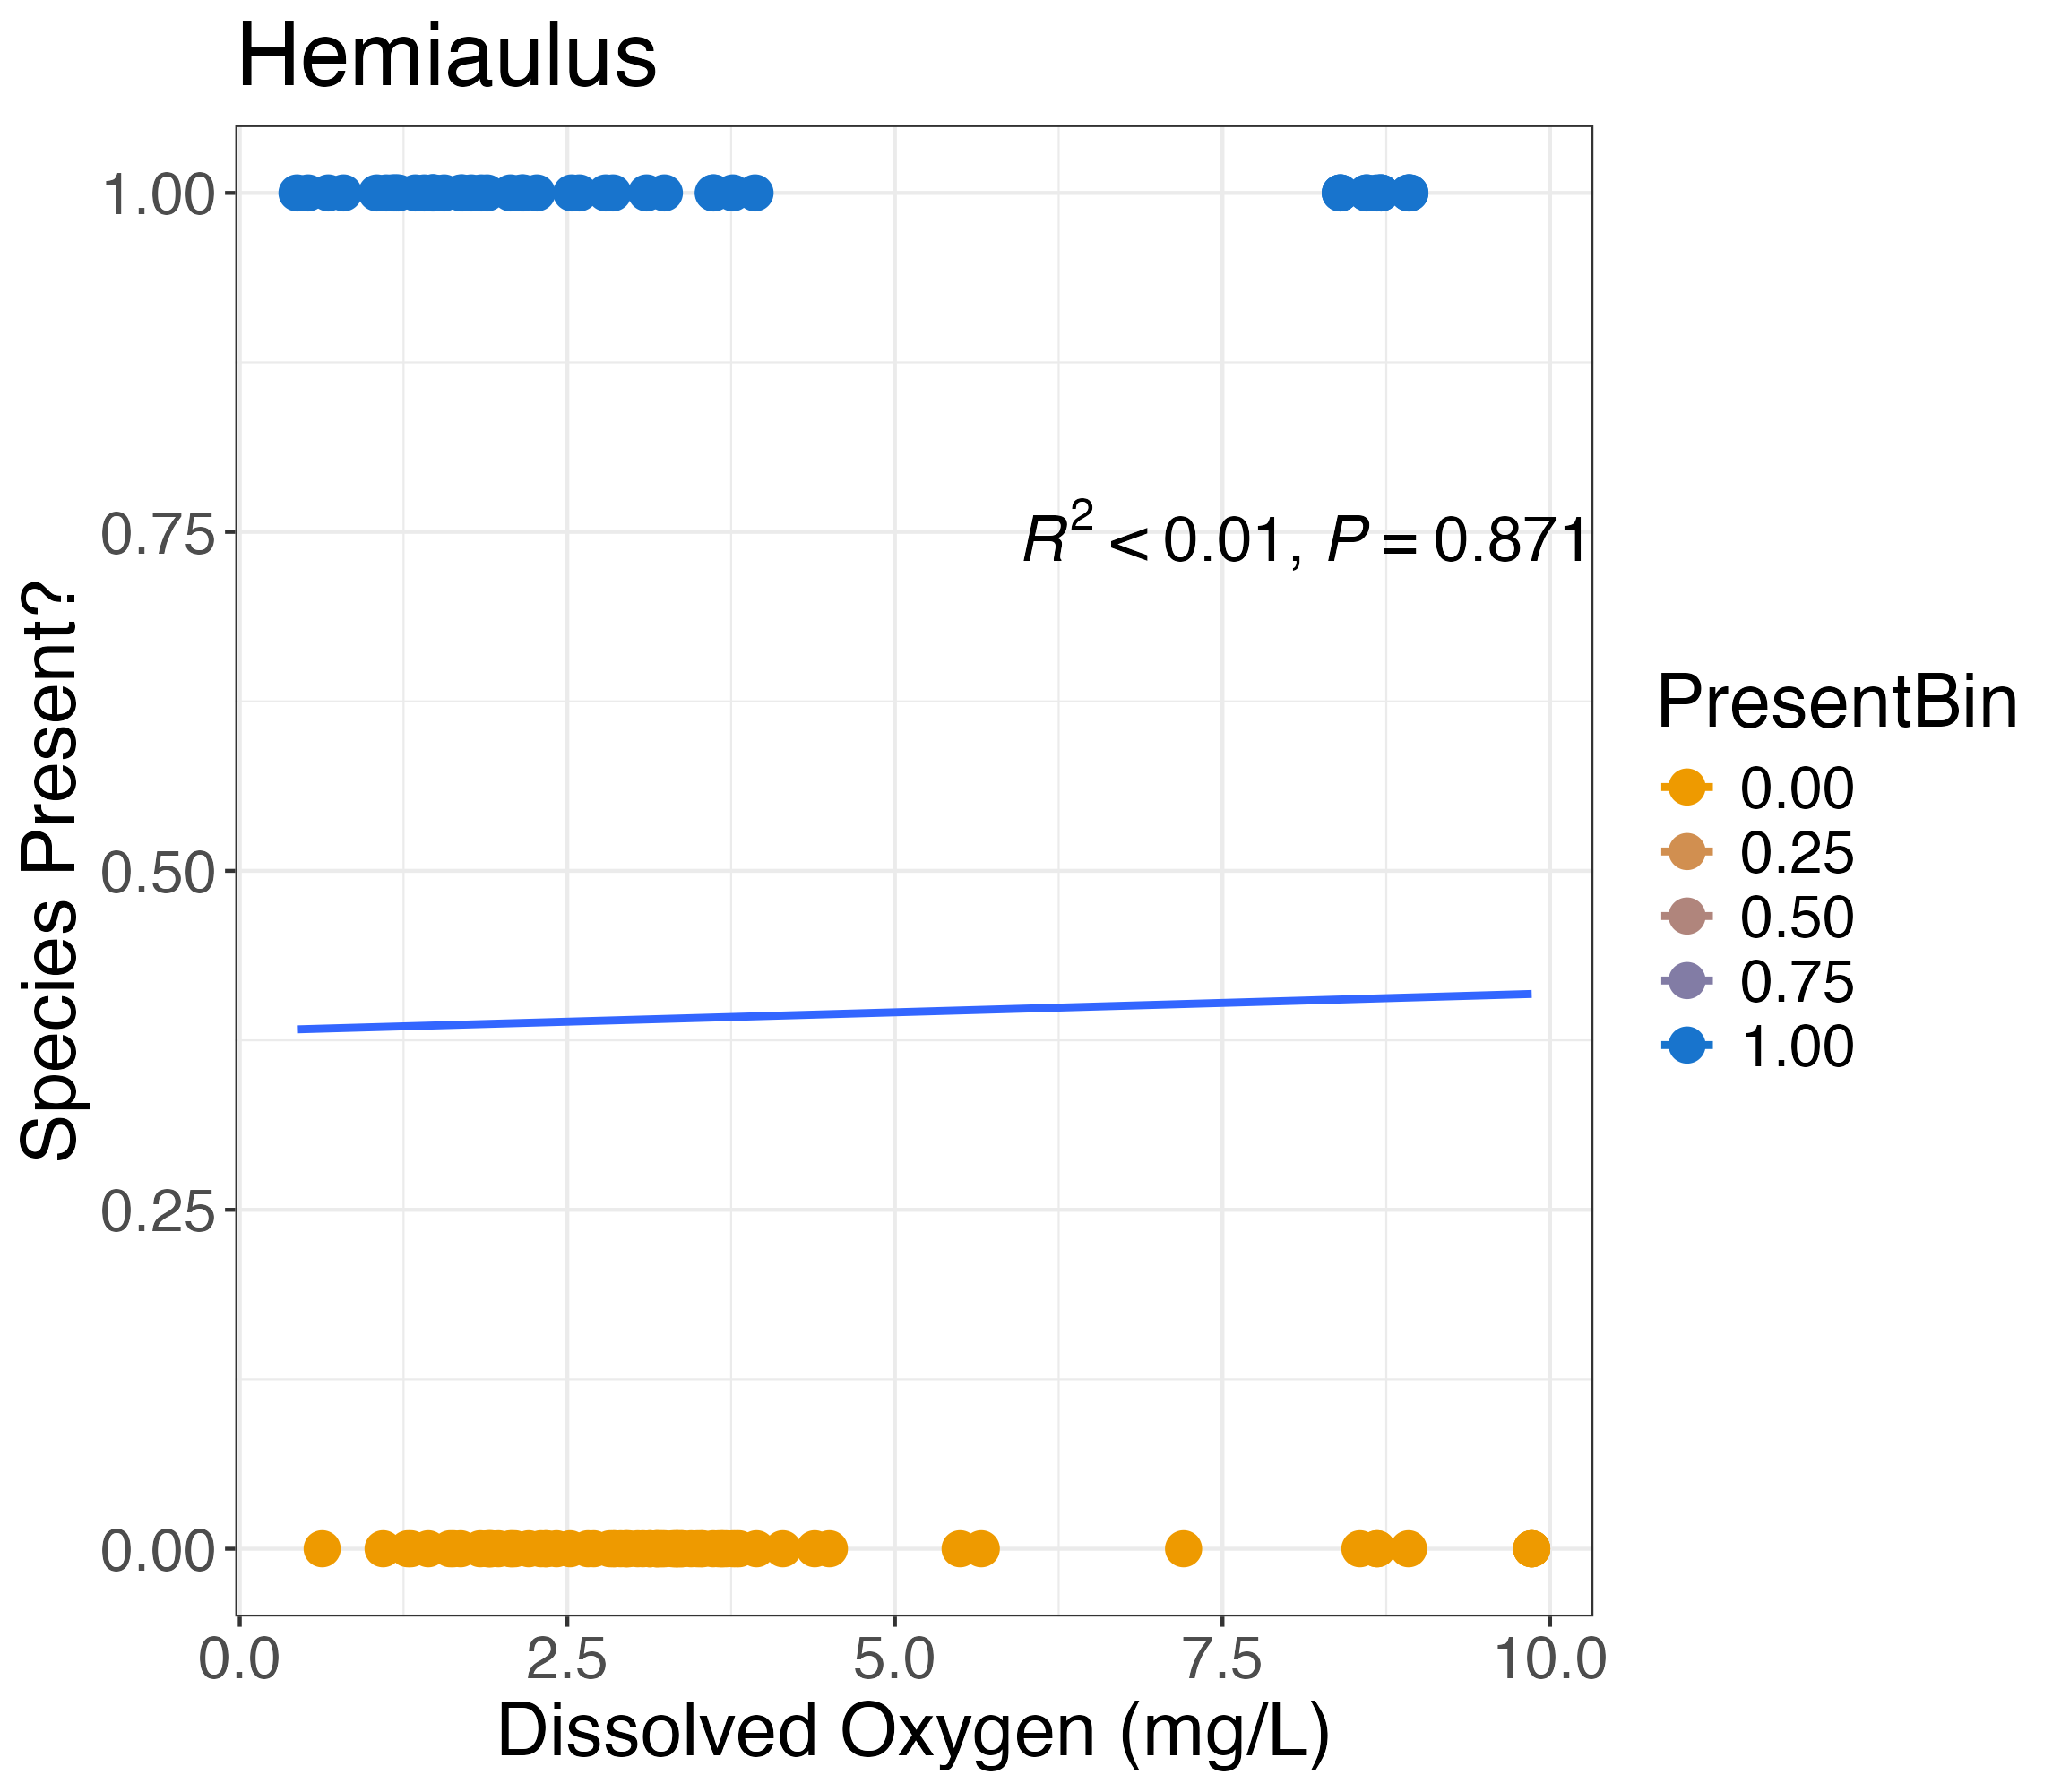 Hemiaulus
1.00
0.75
0.50
0.25
0.00
Species Present?
R² < 0.01, P = 0.871
0.0 2.5 5.0 7.5 10.0
Dissolved Oxygen (mg/L)
PresentBin
0.00
0.25
0.50
0.75
1.00